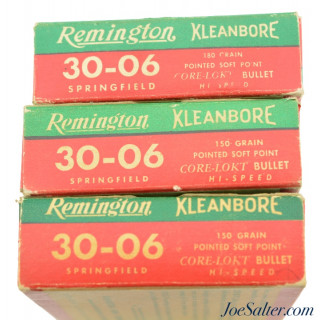 Remington KLEANBORE
180 GRAIN
30-06 POINTED SOFT POINT
CORE-LOKT BULLET
SPRINGFIELD HI-SPEED
Remington KLEANBORE
150 GRAIN
30-06 POINTED SOFT POINT
CORE-LOKT BULLET
SPRINGFIELD HI-SPEED
Remington KLEANBORE
150 GRAIN
30-06 POINTED SOFT POINT
CORE-LOKT BULLET
SPRINGFIELD HI-SPEED
JoeSalter.com